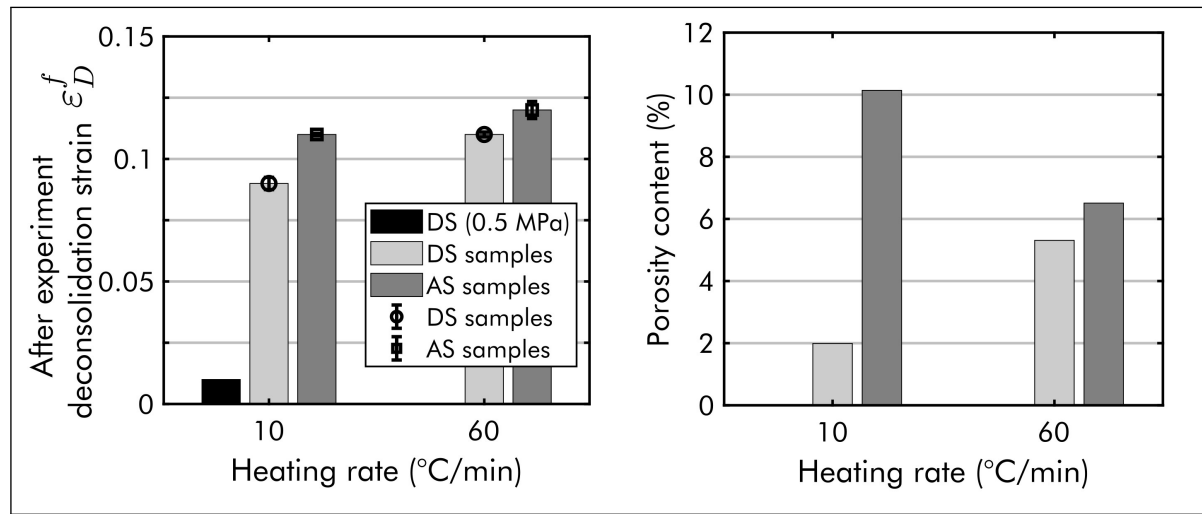 After experiment
deconsolidation strain ε_D^f
0.15
0.1
0.05
0
10
60
Heating rate (°C/min)
DS (0.5 MPa)
DS samples
AS samples
DS samples
AS samples
Porosity content (%)
12
10
8
6
4
2
0
10
60
Heating rate (°C/min)